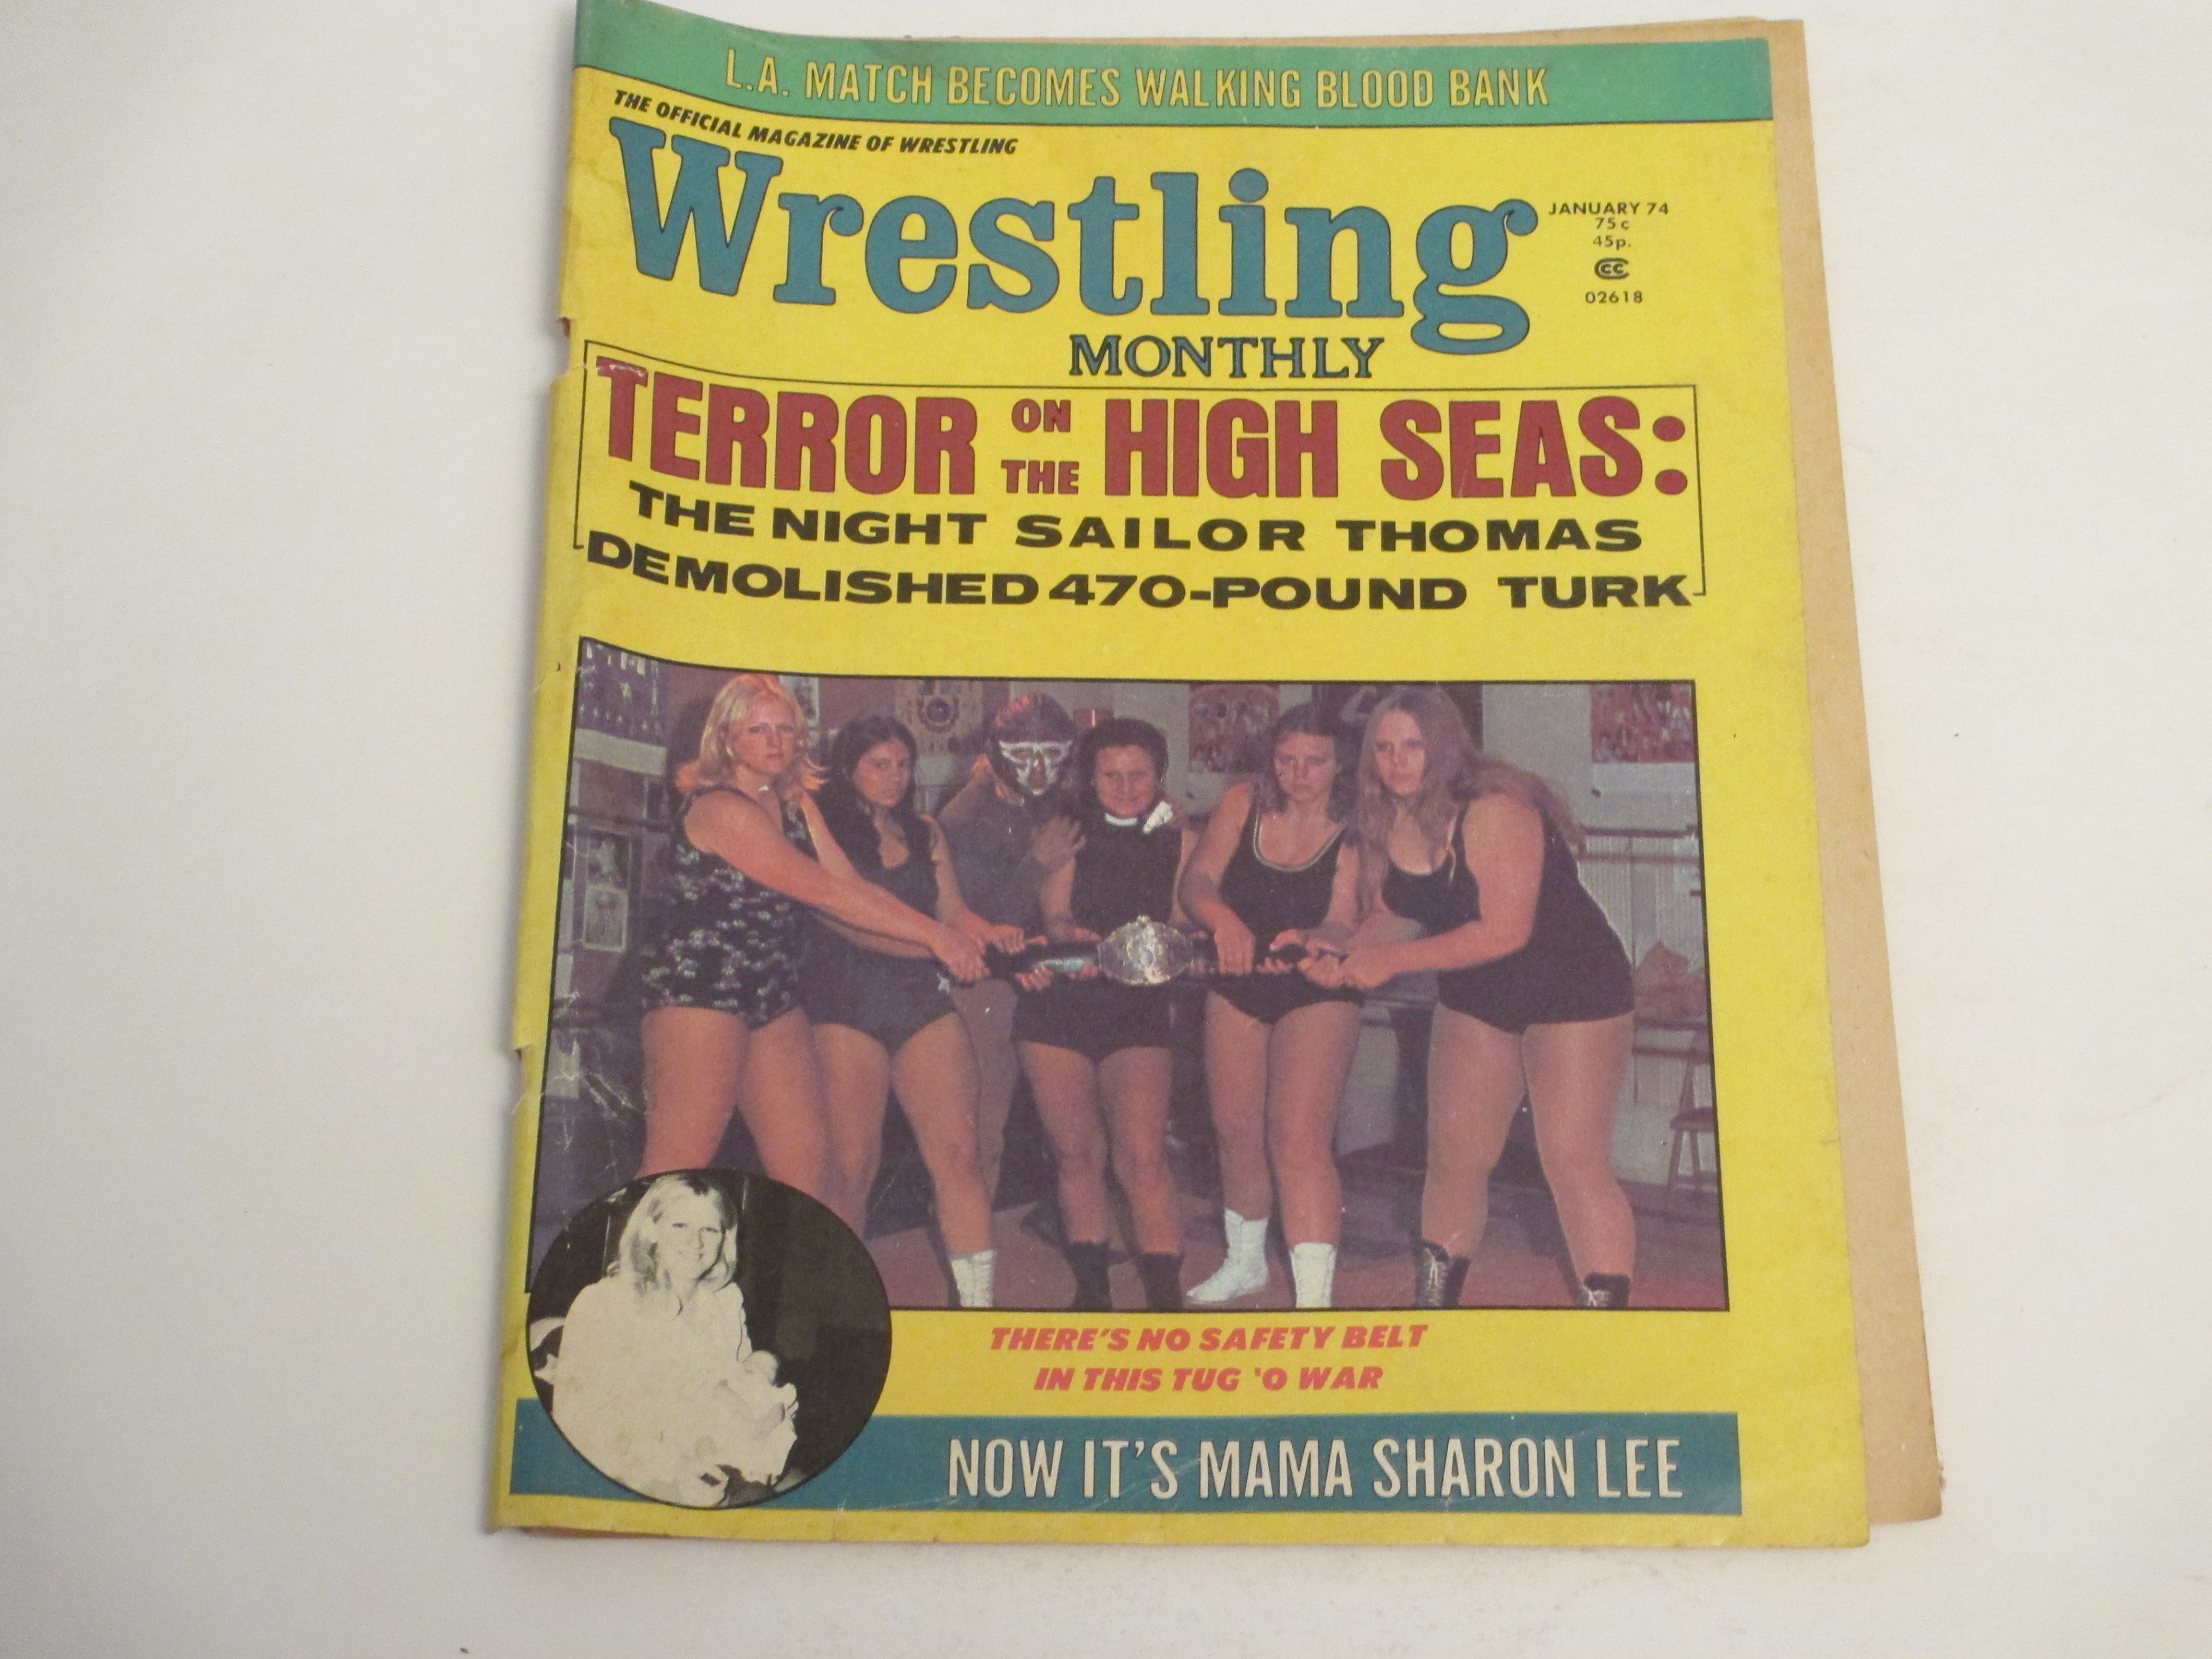 L.A. MATCH BECOMES WALKING BLOOD BANK
THE OFFICIAL MAGAZINE OF WRESTLING
Wrestling
MONTHLY
JANUARY 74
75¢
45p.
CC
02618
TERROR ON THE HIGH SEAS:
THE NIGHT SAILOR THOMAS
DEMOLISHED 470-POUND TURK
THERE'S NO SAFETY BELT
IN THIS TUG 'O WAR
NOW IT'S MAMA SHARON LEE